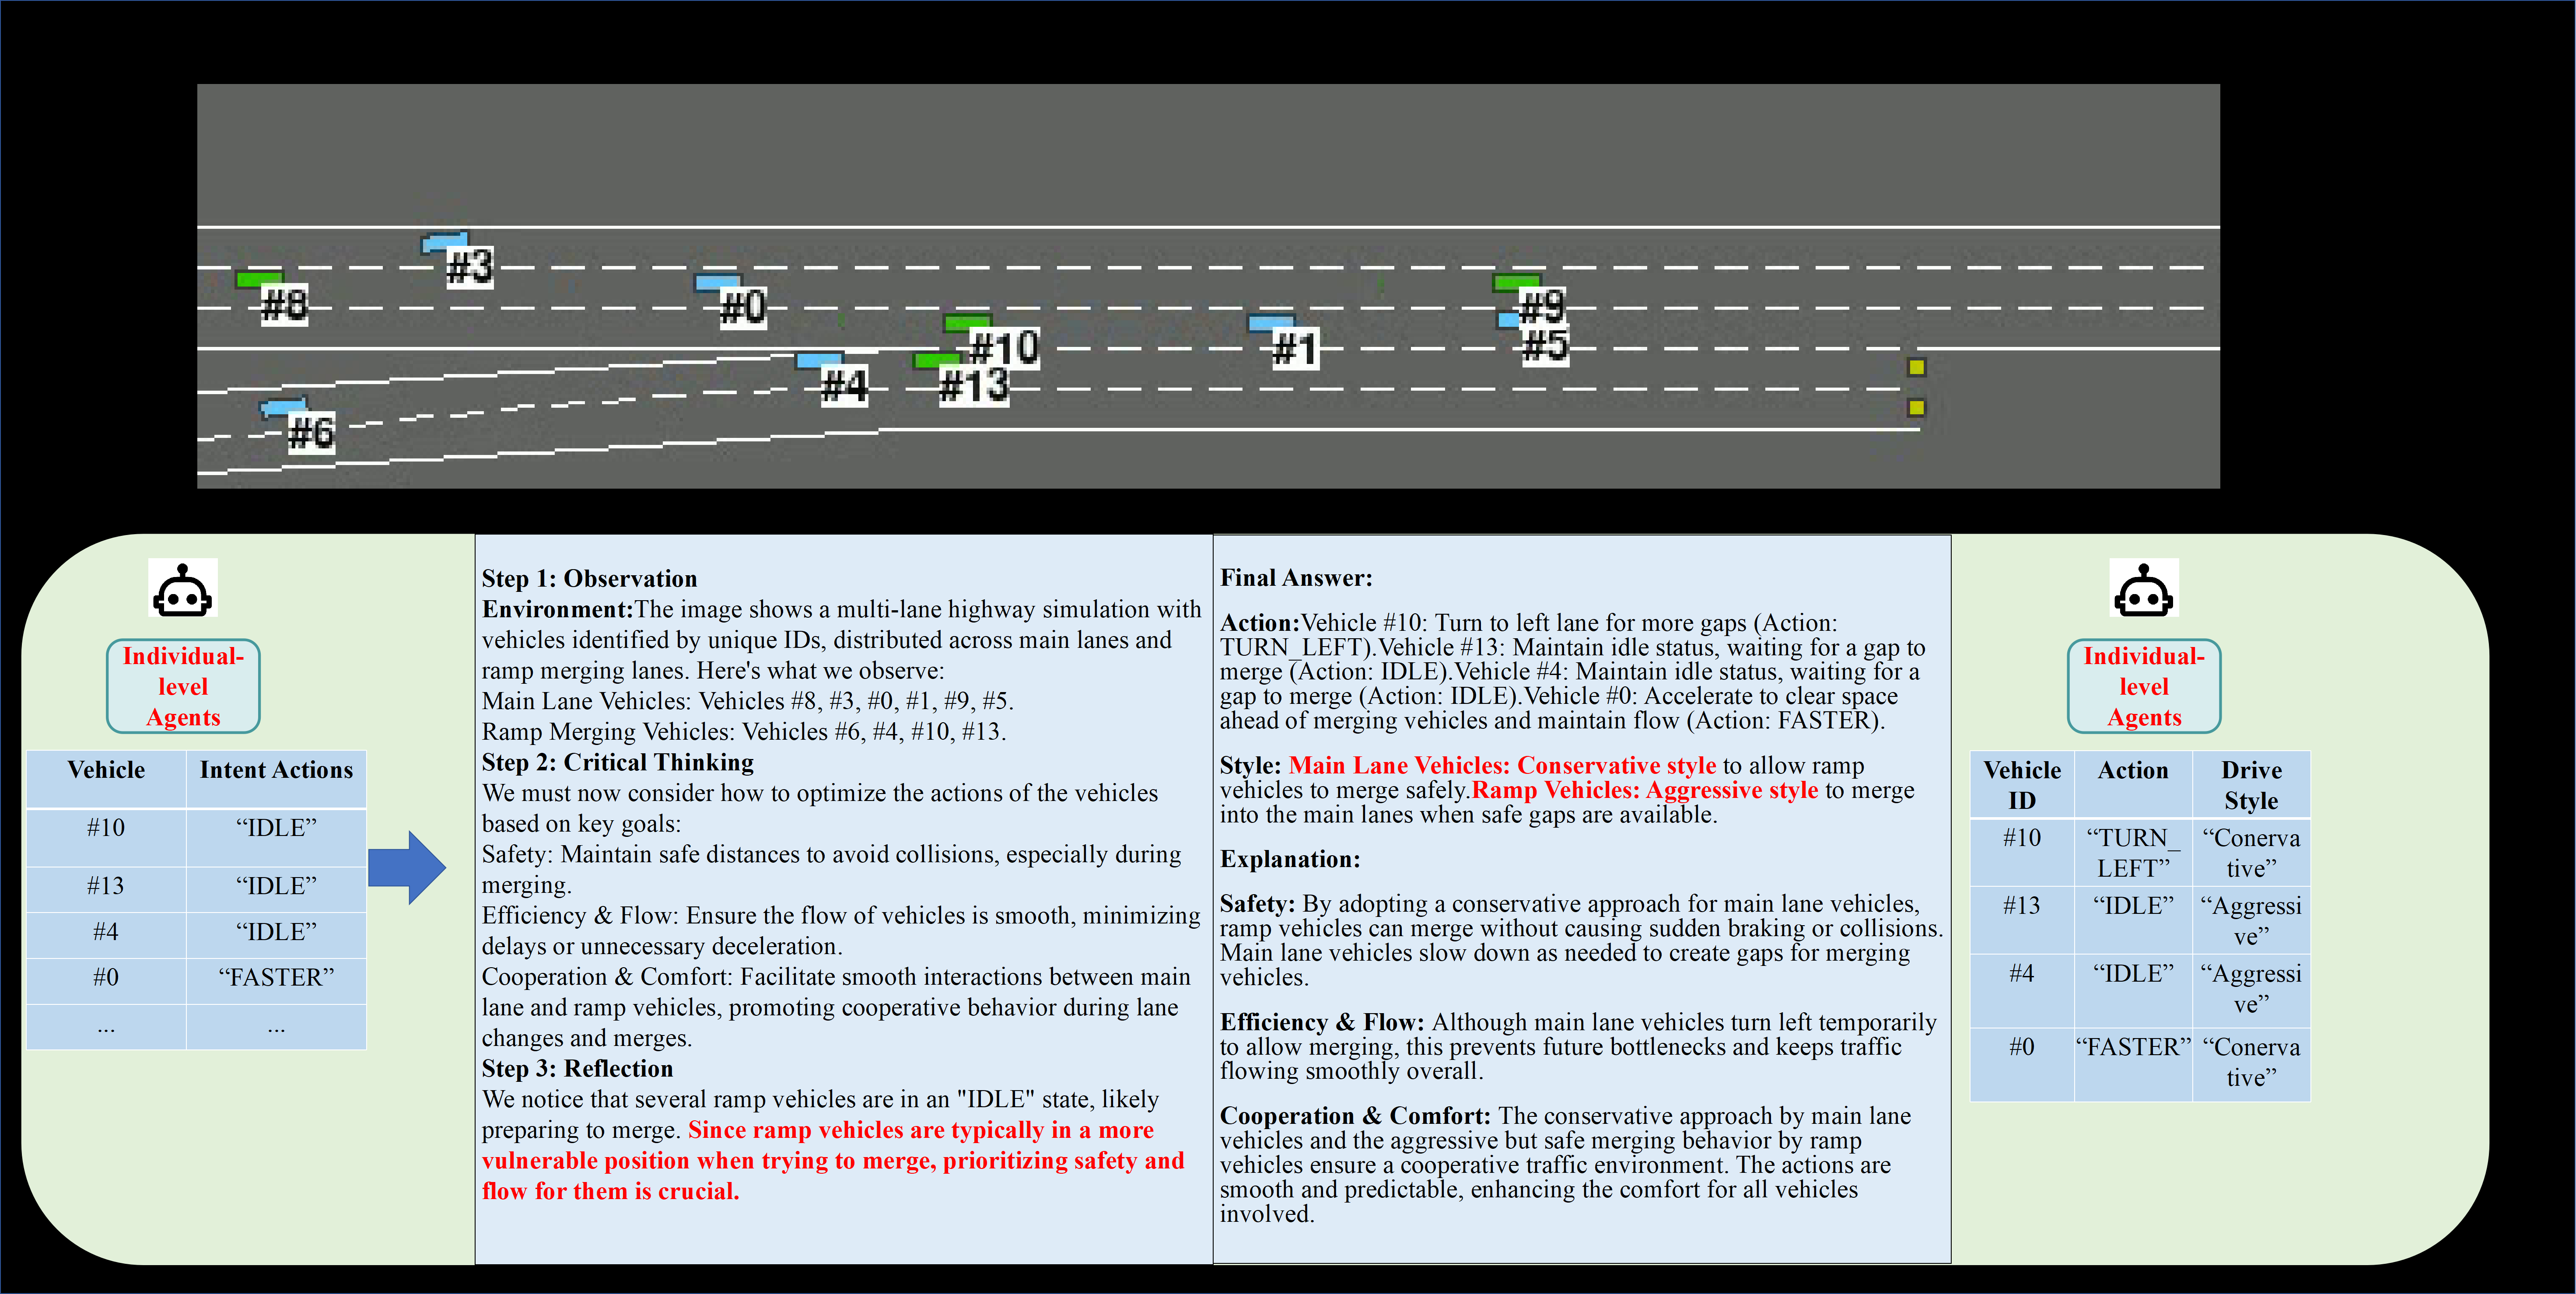 #3
#8
#0
#9
#10
#1
#5
#4
#13
#6
Individual-
level
Agents
Vehicle Intent Actions
#10 “IDLE”
#13 “IDLE”
#4 “IDLE”
#0 “FASTER”
... ...
Step 1: Observation
Environment:The image shows a multi-lane highway simulation with
vehicles identified by unique IDs, distributed across main lanes and
ramp merging lanes. Here's what we observe:
Main Lane Vehicles: Vehicles #8, #3, #0, #1, #9, #5.
Ramp Merging Vehicles: Vehicles #6, #4, #10, #13.
Step 2: Critical Thinking
We must now consider how to optimize the actions of the vehicles
based on key goals:
Safety: Maintain safe distances to avoid collisions, especially during
merging.
Efficiency & Flow: Ensure the flow of vehicles is smooth, minimizing
delays or unnecessary deceleration.
Cooperation & Comfort: Facilitate smooth interactions between main
lane and ramp vehicles, promoting cooperative behavior during lane
changes and merges.
Step 3: Reflection
We notice that several ramp vehicles are in an "IDLE" state, likely
preparing to merge. Since ramp vehicles are typically in a more
vulnerable position when trying to merge, prioritizing safety and
flow for them is crucial.
Final Answer:
Action:Vehicle #10: Turn to left lane for more gaps (Action:
TURN_LEFT).Vehicle #13: Maintain idle status, waiting for a gap to
merge (Action: IDLE).Vehicle #4: Maintain idle status, waiting for a
gap to merge (Action: IDLE).Vehicle #0: Accelerate to clear space
ahead of merging vehicles and maintain flow (Action: FASTER).
Style: Main Lane Vehicles: Conservative style to allow ramp
vehicles to merge safely.Ramp Vehicles: Aggressive style to merge
into the main lanes when safe gaps are available.
Explanation:
Safety: By adopting a conservative approach for main lane vehicles,
ramp vehicles can merge without causing sudden braking or collisions.
Main lane vehicles slow down as needed to create gaps for merging
vehicles.
Efficiency & Flow: Although main lane vehicles turn left temporarily
to allow merging, this prevents future bottlenecks and keeps traffic
flowing smoothly overall.
Cooperation & Comfort: The conservative approach by main lane
vehicles and the aggressive but safe merging behavior by ramp
vehicles ensure a cooperative traffic environment. The actions are
smooth and predictable, enhancing the comfort for all vehicles
involved.
Individual-
level
Agents
Vehicle Action Drive
ID Style
#10 “TURN_ “Conerva
LEFT” tive”
#13 “IDLE” “Aggressi
ve”
#4 “IDLE” “Aggressi
ve”
#0 “FASTER” “Conerva
tive”